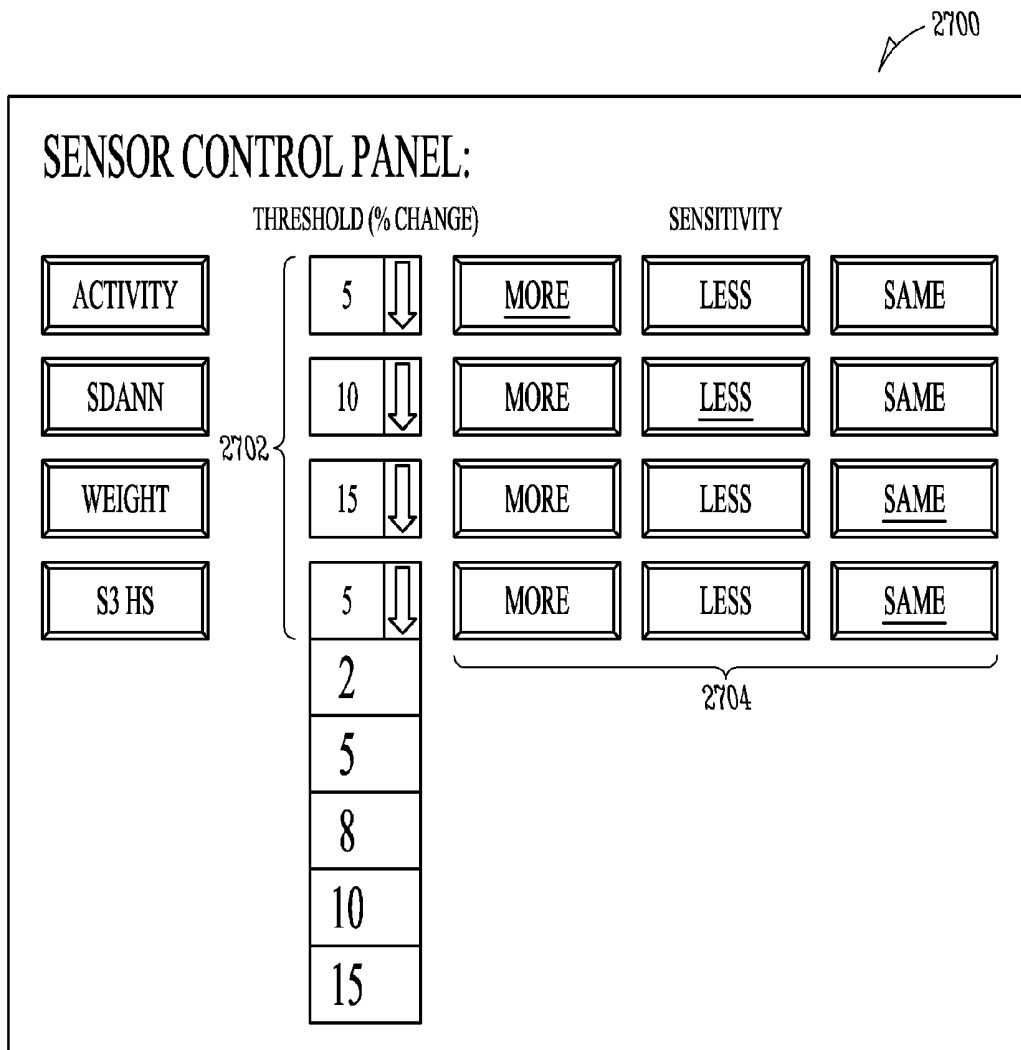 2700
SENSOR CONTROL PANEL:
THRESHOLD (% CHANGE) SENSITIVITY
ACTIVITY 5 MORE LESS SAME
SDANN 10 MORE LESS SAME
2702
WEIGHT 15 MORE LESS SAME
S3 HS 5 MORE LESS SAME
2
2704
5
8
10
15